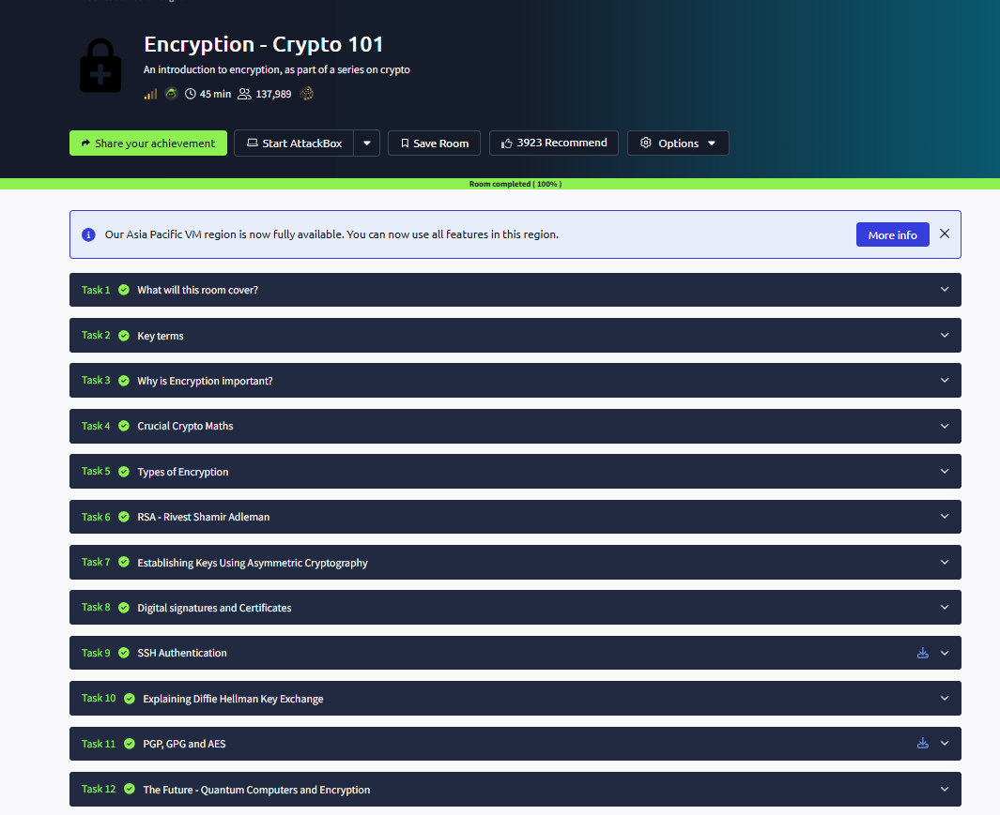 Encryption - Crypto 101
An introduction to encryption, as part of a series on crypto
45 min 137,989
Share your achievement Start AttackBox Save Room 3923 Recommend Options
Room completed ( 100% )
Our Asia Pacific VM region is now fully available. You can now use all features in this region. More info
Task 1 What will this room cover?
Task 2 Key terms
Task 3 Why is Encryption important?
Task 4 Crucial Crypto Maths
Task 5 Types of Encryption
Task 6 RSA - Rivest Shamir Adleman
Task 7 Establishing Keys Using Asymmetric Cryptography
Task 8 Digital signatures and Certificates
Task 9 SSH Authentication
Task 10 Explaining Diffie Hellman Key Exchange
Task 11 PGP, GPG and AES
Task 12 The Future - Quantum Computers and Encryption